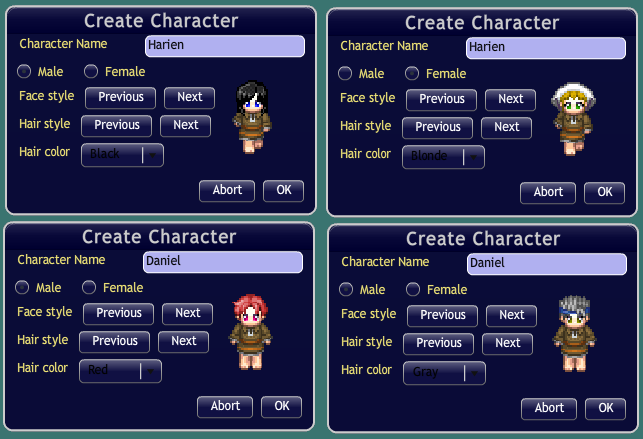 Create Character
Character Name Harien
Male Female
Face style Previous Next
Hair style Previous Next
Hair color Black
Abort OK
Create Character
Character Name Harien
Male Female
Face style Previous Next
Hair style Previous Next
Hair color Blonde
Abort OK
Create Character
Character Name Daniel
Male Female
Face style Previous Next
Hair style Previous Next
Hair color Red
Abort OK
Create Character
Character Name Daniel
Male Female
Face style Previous Next
Hair style Previous Next
Hair color Gray
Abort OK